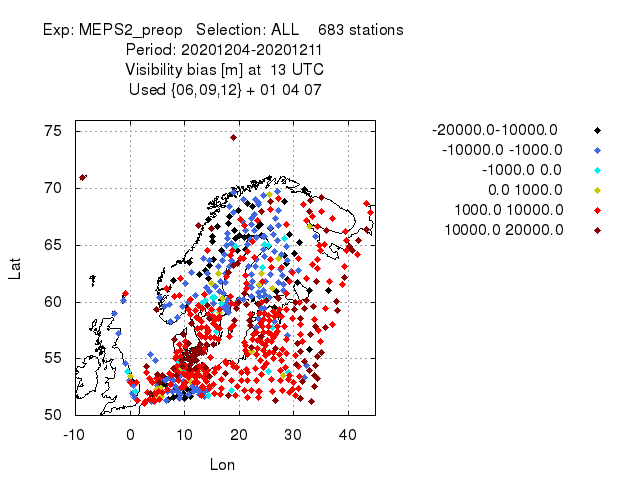 Exp: MEPS2_preop Selection: ALL 683 stations
Period: 20201204-20201211
Visibility bias [m] at 13 UTC
Used {06,09,12} + 01 04 07
-20000.0-10000.0
-10000.0 -1000.0
-1000.0 0.0
0.0 1000.0
1000.0 10000.0
10000.0 20000.0
75
70
65
60
55
50
Lat
-10 0 10 20 30 40
Lon